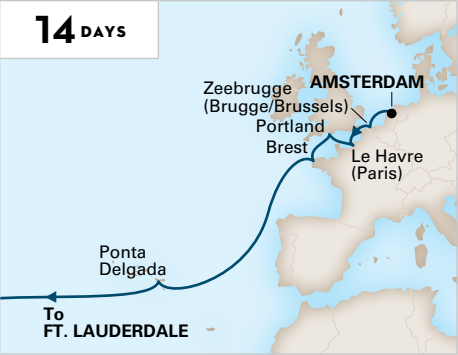 14 DAYS
Zeebrugge
(Brugge/Brussels)
AMSTERDAM
Portland
Brest
Le Havre
(Paris)
Ponta
Delgada
To
FT. LAUDERDALE